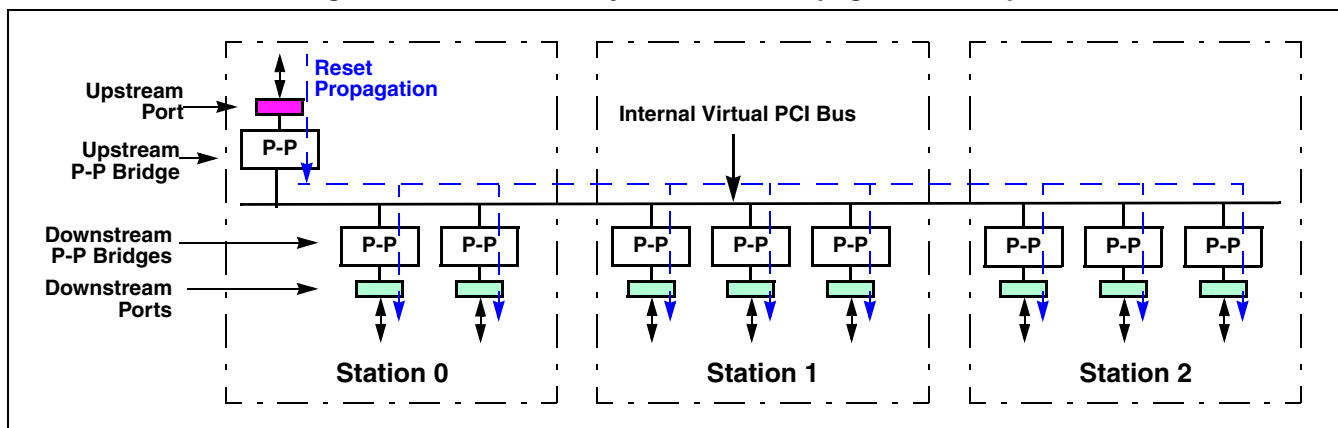 Reset
Propagation
Upstream
Port
Internal Virtual PCI Bus
P-P
Upstream
P-P Bridge
Downstream
P-P Bridges
P-P
P-P
P-P
P-P
P-P
P-P
P-P
P-P
Downstream
Ports
Station 0
Station 1
Station 2